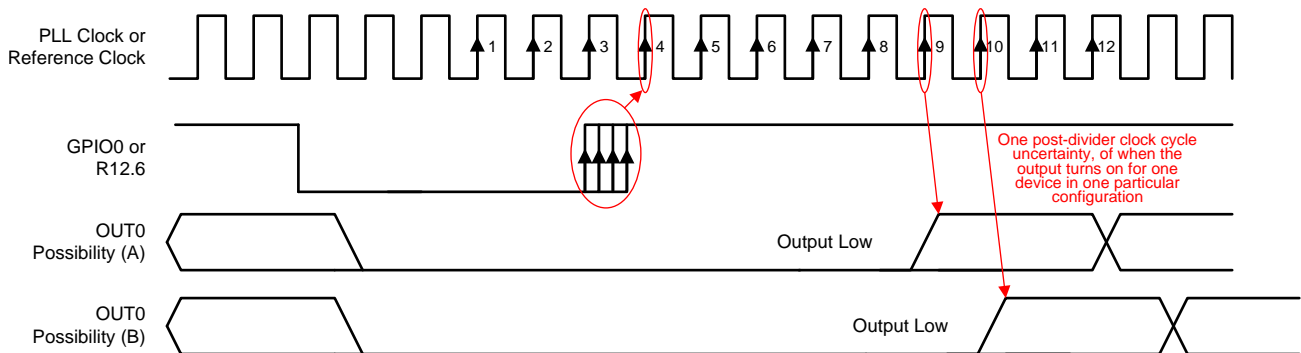 PLL Clock or
Reference Clock
1 2 3 4 5 6 7 8 9 10 11 12
GPIO0 or
R12.6
One post-divider clock cycle
uncertainty, of when the
output turns on for one
device in one particular
configuration
OUT0
Possibility (A)
Output Low
OUT0
Possibility (B)
Output Low